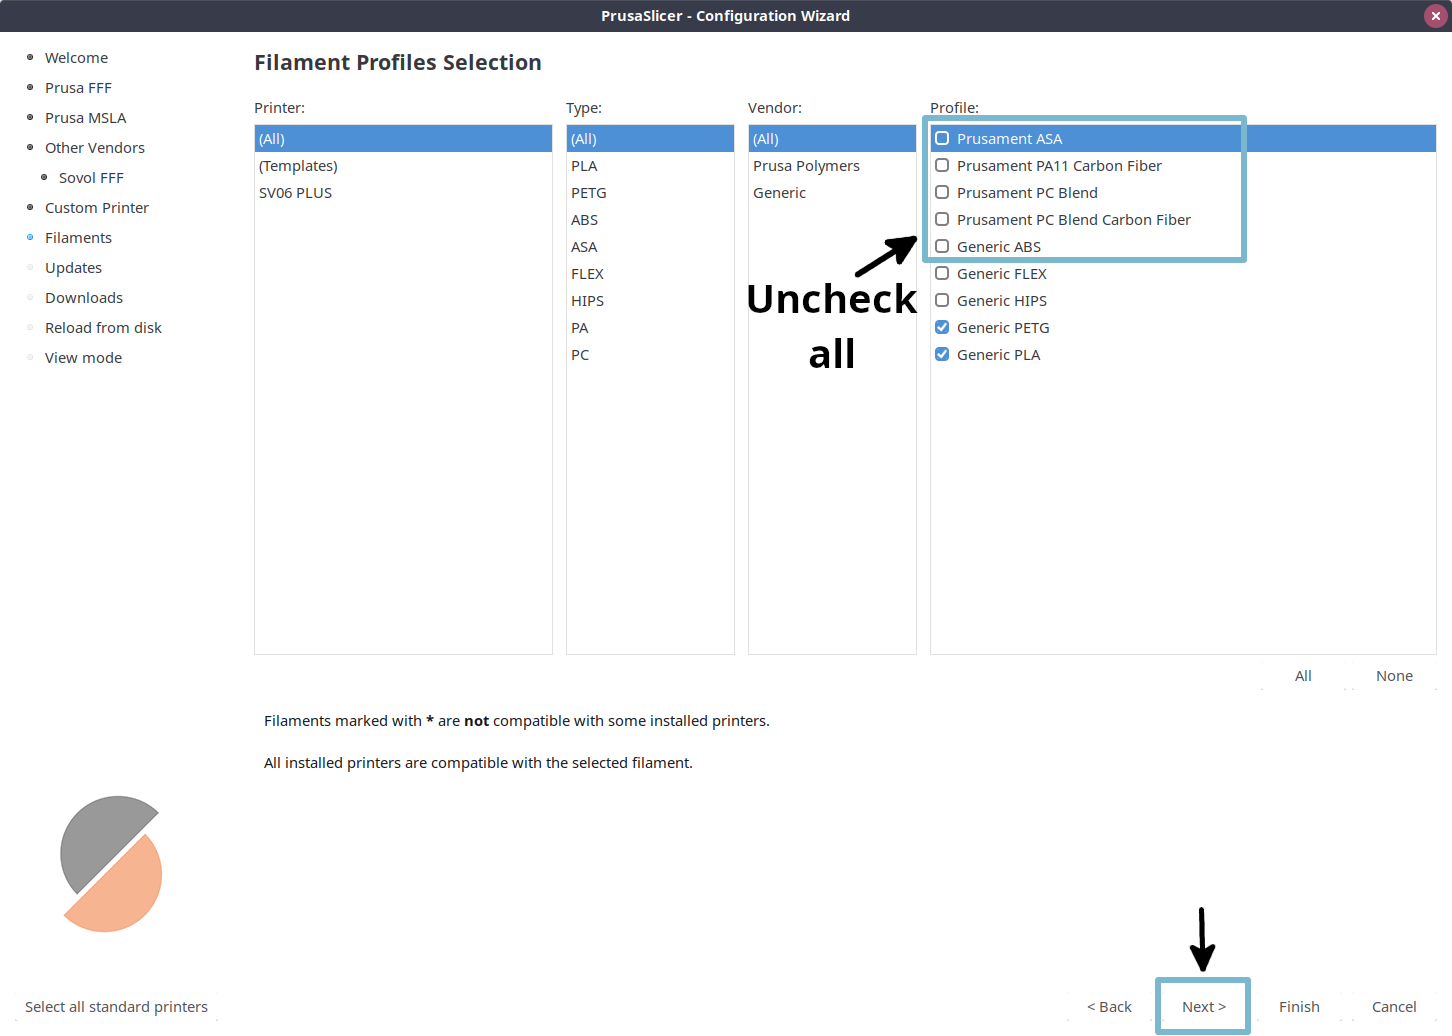 PrusaSlicer - Configuration Wizard
Welcome
Prusa FFF
Prusa MSLA
Other Vendors
Sovol FFF
Custom Printer
Filaments
Updates
Downloads
Reload from disk
View mode
Filament Profiles Selection
Printer:
(All)
(Templates)
SV06 PLUS
Type:
(All)
PLA
PETG
ABS
ASA
FLEX
HIPS
PA
PC
Vendor:
(All)
Prusa Polymers
Generic
Profile:
Prusament ASA
Prusament PA11 Carbon Fiber
Prusament PC Blend
Prusament PC Blend Carbon Fiber
Generic ABS
Generic FLEX
Generic HIPS
Generic PETG
Generic PLA
Uncheck
all
All
None
Filaments marked with * are not compatible with some installed printers.
All installed printers are compatible with the selected filament.
Select all standard printers
< Back
Next >
Finish
Cancel